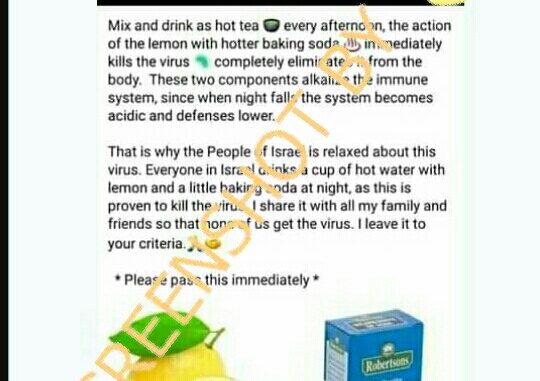 Mix and drink as hot tea 🍵 every afternoon, the action
of the lemon with hotter baking soda ♨ immediately
kills the virus 🦠 completely eliminates it from the
body. These two components alkalize the immune
system, since when night falls the system becomes
acidic and defenses lower.
That is why the People of Israel is relaxed about this
virus. Everyone in Israel drinks a cup of hot water with
lemon and a little baking soda at night, as this is
proven to kill the virus. I share it with all my family and
friends so that none of us get the virus. I leave it to
your criteria.
* Please pass this immediately *
Robertsons
SCREENSHOT BY